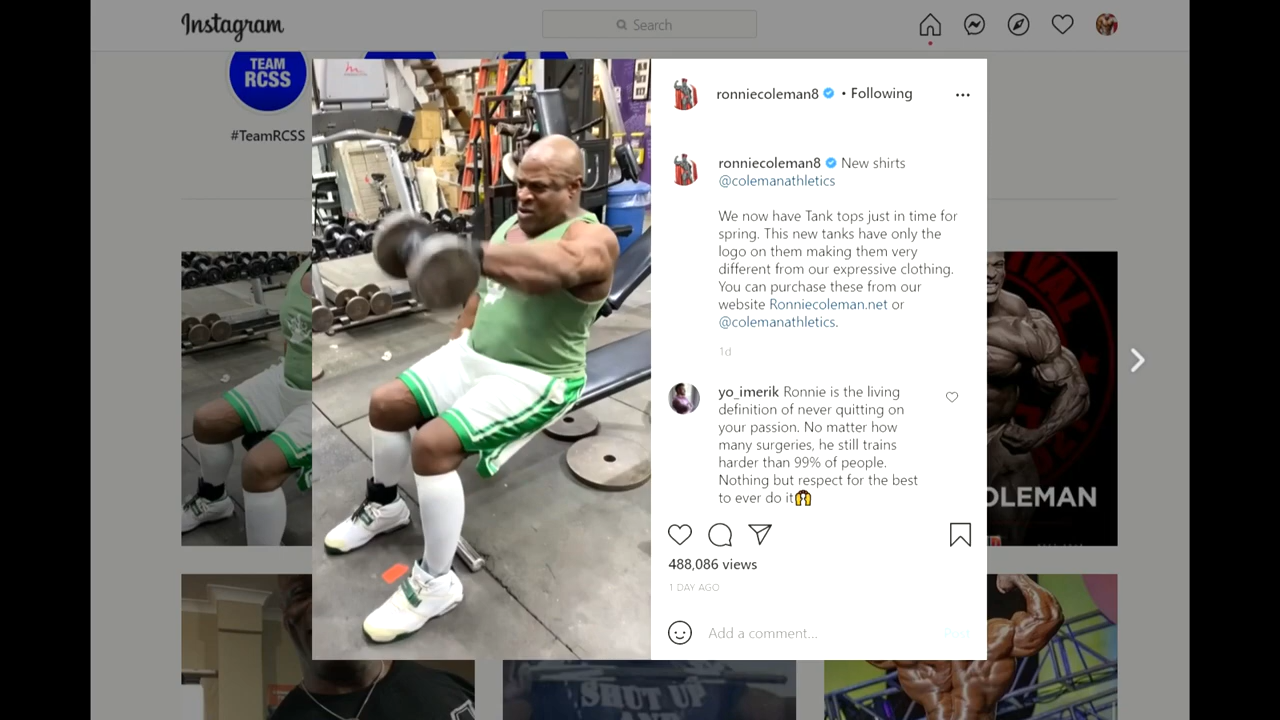 Instagram
Search
TEAM
RCSS
#TeamRCSS
ronniecoleman8 • Following
ronniecoleman8 New shirts
@colemanathletics
We now have Tank tops just in time for
spring. This new tanks have only the
logo on them making them very
different from our expressive clothing.
You can purchase these from our
website Ronniecoleman.net or
@colemanathletics.
1d
yo_imerik Ronnie is the living
definition of never quitting on
your passion. No matter how
many surgeries, he still trains
harder than 99% of people.
Nothing but respect for the best
to ever do it🙌
488,086 views
1 DAY AGO
Add a comment...
Post
OLEMAN
SHUT UP
AND